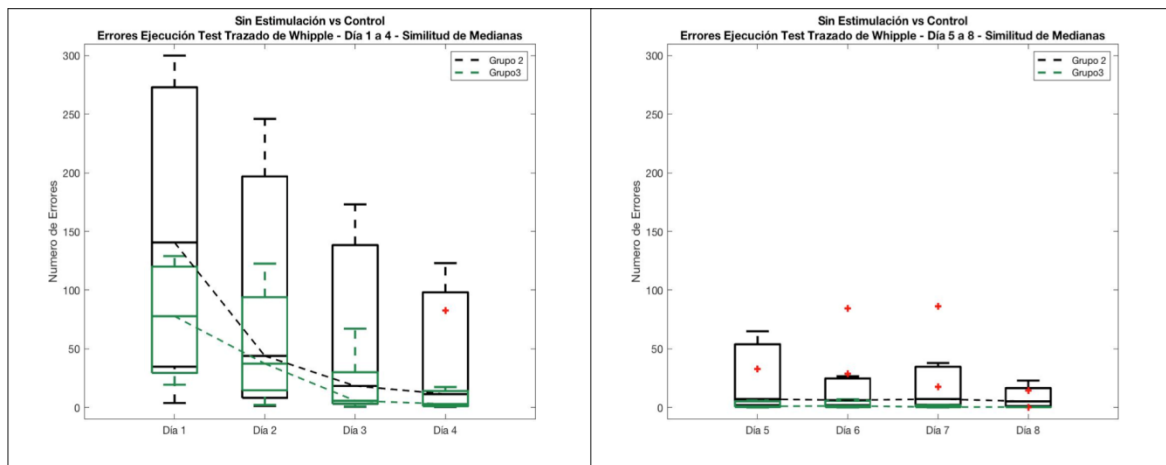 Sin Estimulación vs Control
Errores Ejecución Test Trazado de Whipple - Día 1 a 4 - Similitud de Medianas
Grupo 2
Grupo3
Numero de Errores
300
250
200
150
100
50
0
Día 1
Día 2
Día 3
Día 4
Sin Estimulación vs Control
Errores Ejecución Test Trazado de Whipple - Día 5 a 8 - Similitud de Medianas
Grupo 2
Grupo3
Numero de Errores
300
250
200
150
100
50
0
Día 5
Día 6
Día 7
Día 8